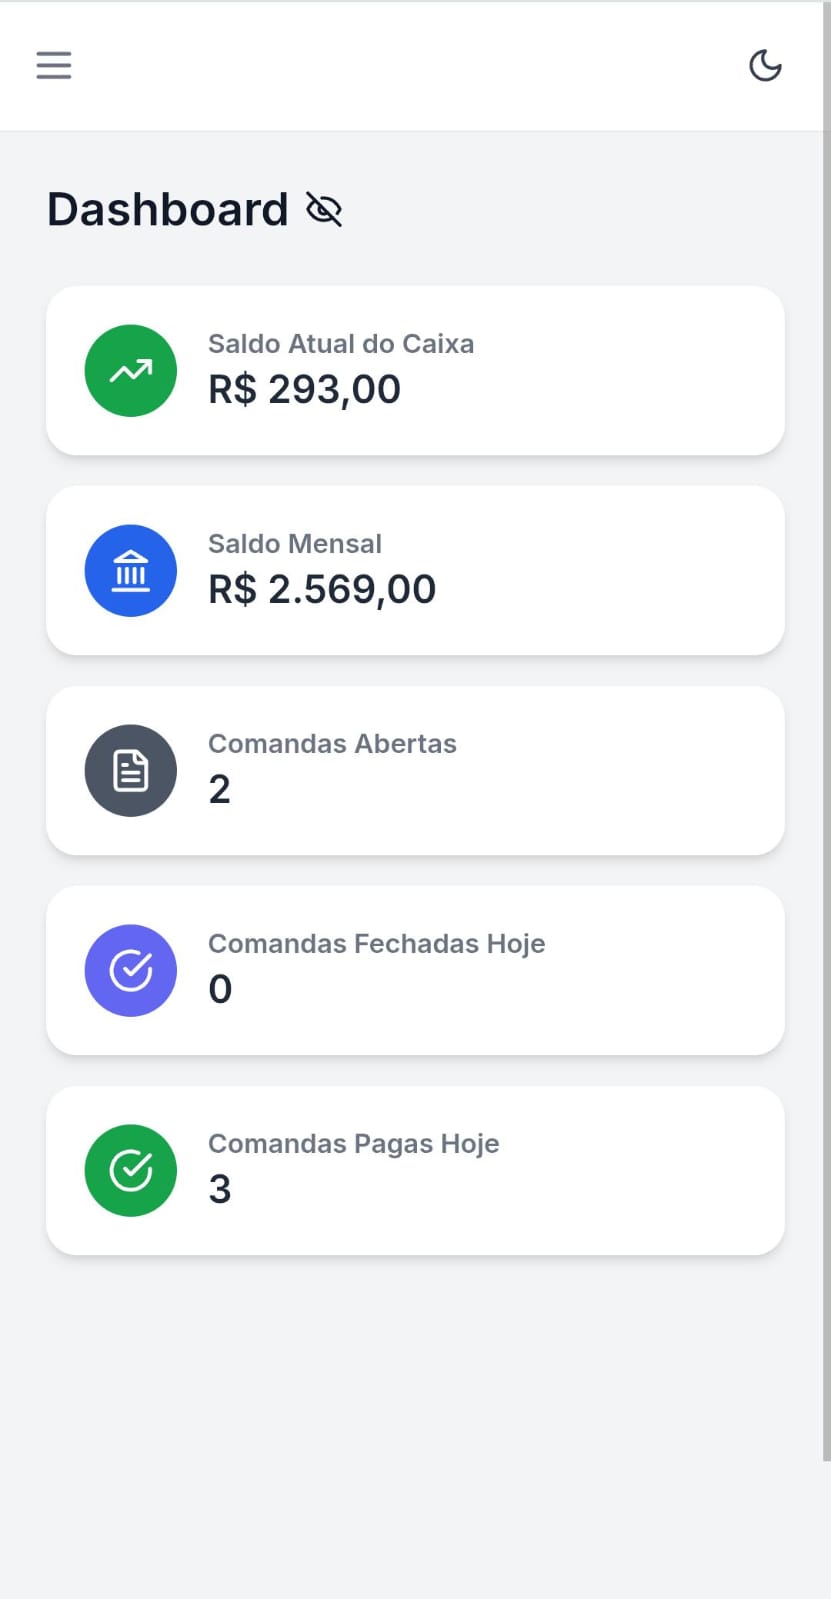 Dashboard
Saldo Atual do Caixa
R$ 293,00
Saldo Mensal
R$ 2.569,00
Comandas Abertas
2
Comandas Fechadas Hoje
0
Comandas Pagas Hoje
3